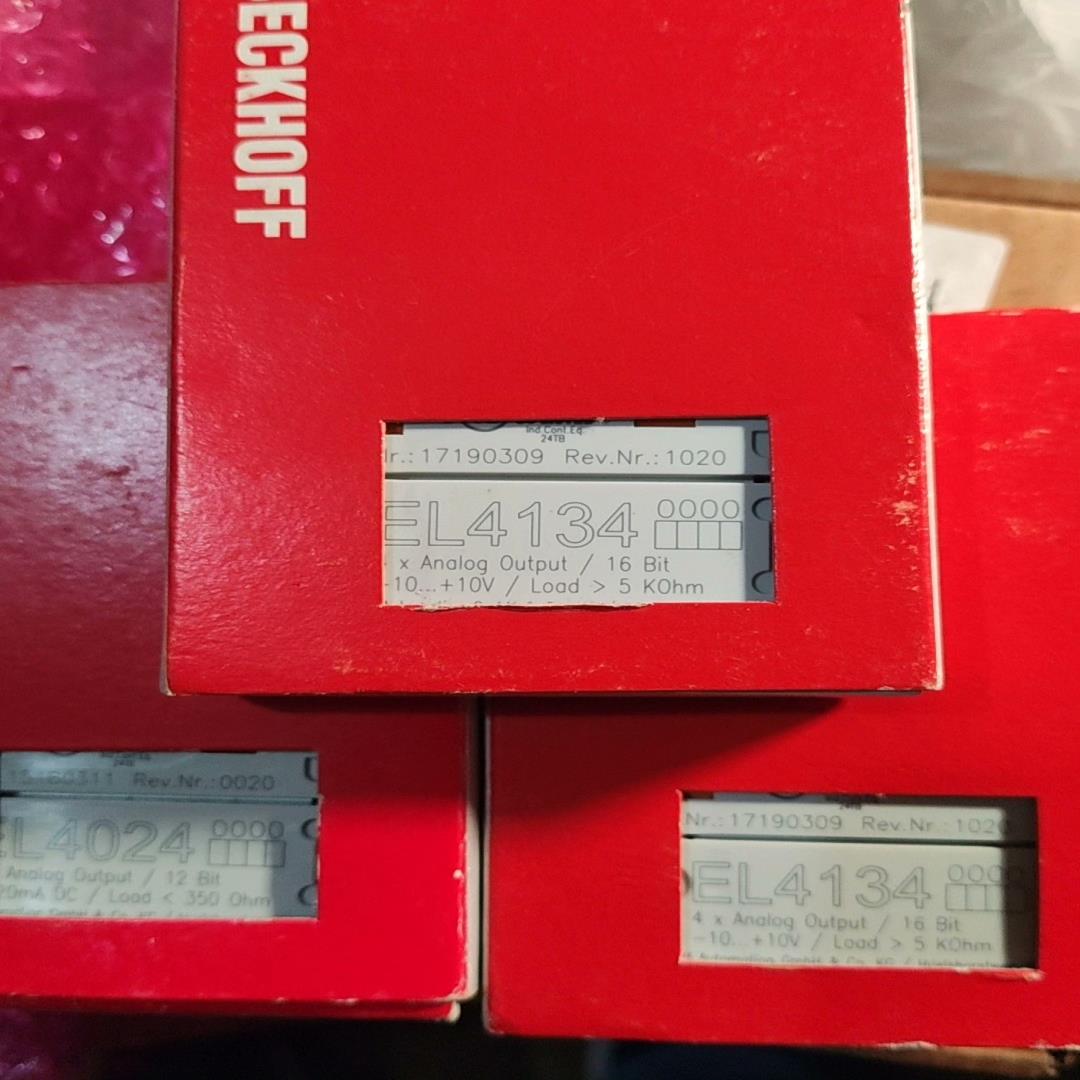 BECKHOFF
Ind.Cont.Eq.
24TB
Nr.: 17190309 Rev.Nr.: 1020
EL4134 0000
x Analog Output / 16 Bit
-10...+10V / Load > 5 KOhm
Rev.Nr.:0020
EL4024 0000
Analog Output / 12 Bit
20mA DC / Load < 350 Ohm
24TB
Nr.: 17190309 Rev.Nr.: 1020
EL4134 0000
4 x Analog Output / 16 Bit
-10...+10V / Load > 5 KOhm
Automation GmbH & Co. KG /